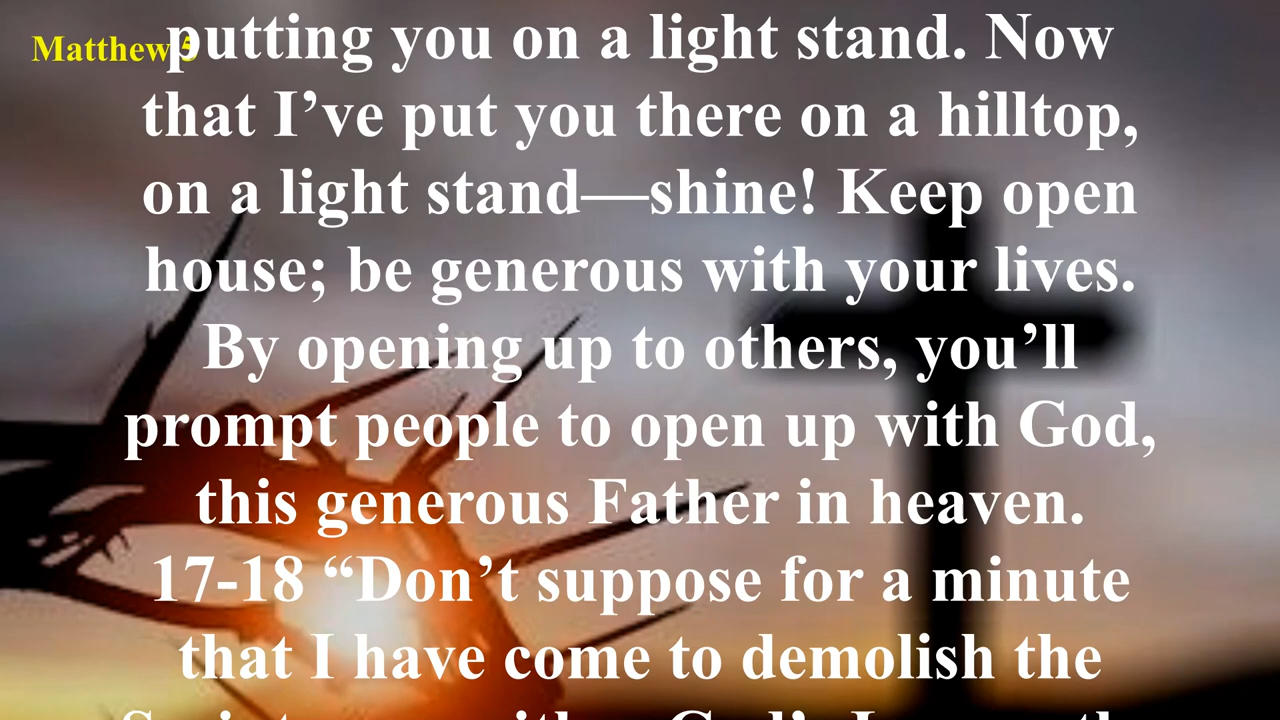 Matthew 5
putting you on a light stand. Now
that I’ve put you there on a hilltop,
on a light stand—shine! Keep open
house; be generous with your lives.
By opening up to others, you’ll
prompt people to open up with God,
this generous Father in heaven.
17-18 “Don’t suppose for a minute
that I have come to demolish the